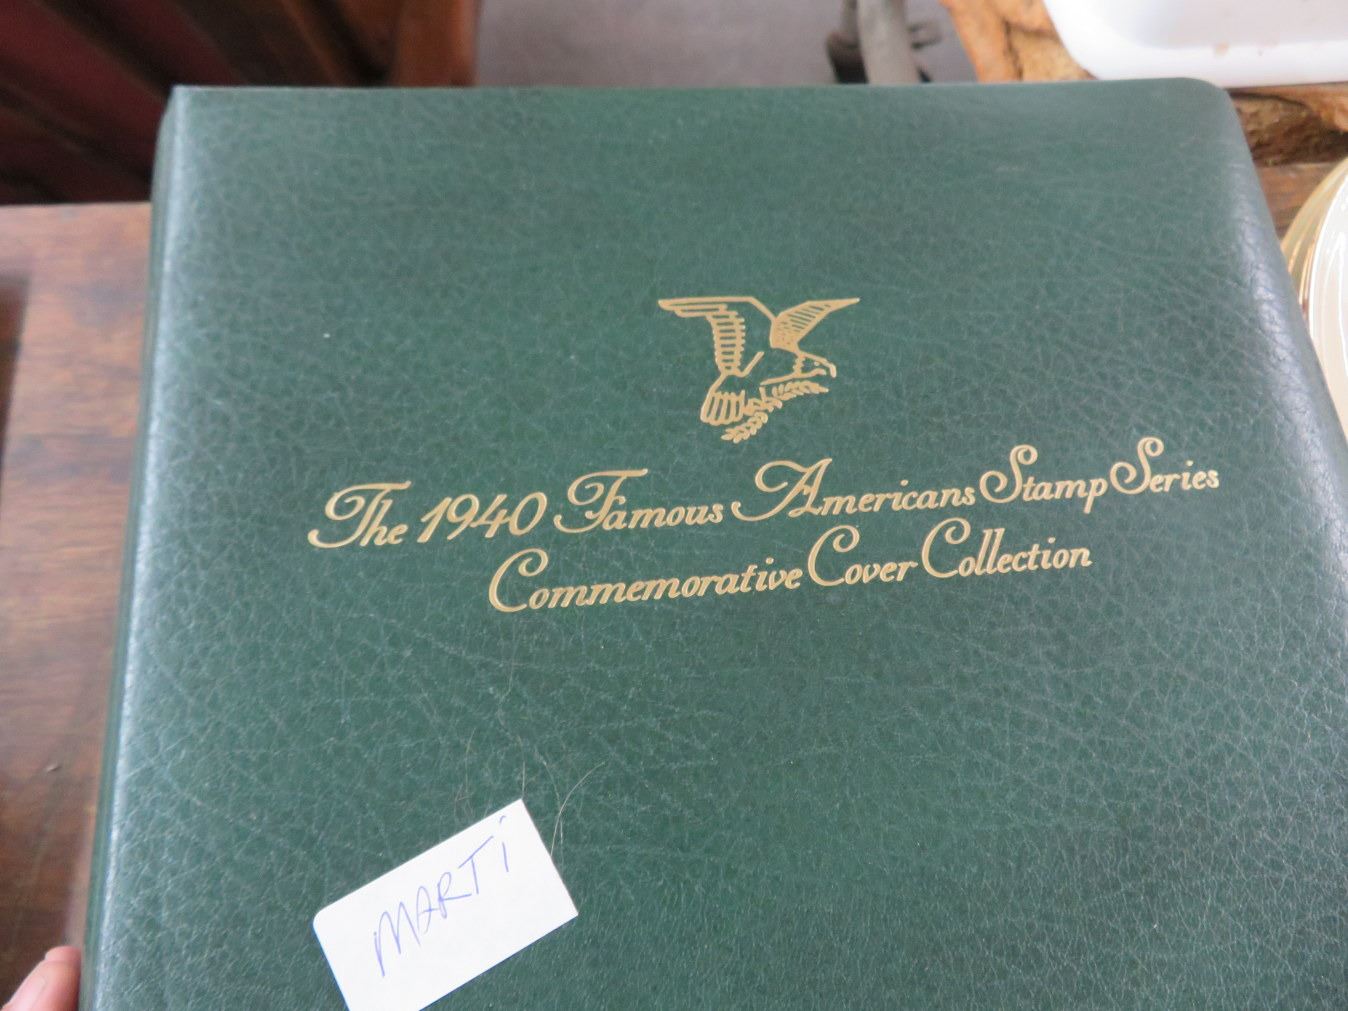 The 1940 Famous Americans Stamp Series
Commemorative Cover Collection
MARTi